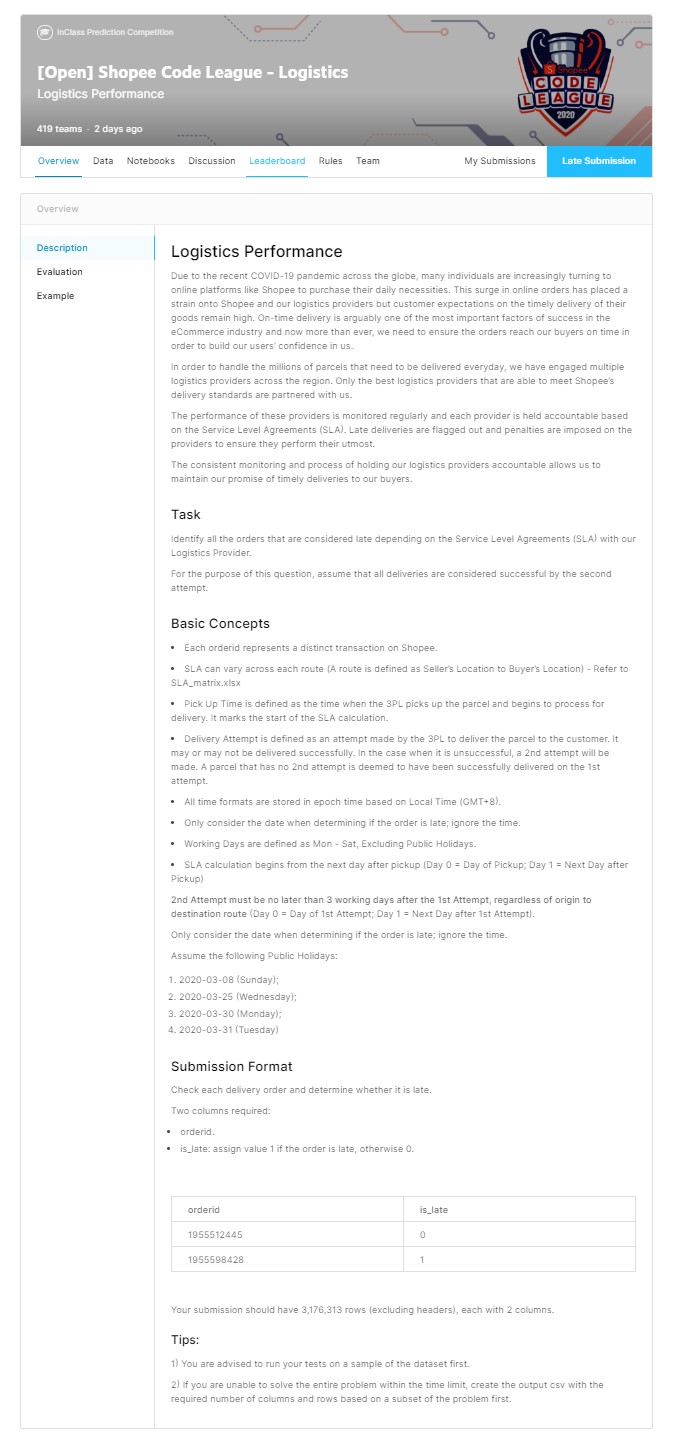 InClass Prediction Competition
[Open] Shopee Code League - Logistics
Logistics Performance
419 teams · 2 days ago
Shopee
CODE
LEAGUE
2020
Overview Data Notebooks Discussion Leaderboard Rules Team My Submissions Late Submission
Overview
Description
Evaluation
Example
Logistics Performance
Due to the recent COVID-19 pandemic across the globe, many individuals are increasingly turning to
online platforms like Shopee to purchase their daily necessities. This surge in online orders has placed a
strain onto Shopee and our logistics providers but customer expectations on the timely delivery of their
goods remain high. On-time delivery is arguably one of the most important factors of success in the
eCommerce industry and now more than ever, we need to ensure the orders reach our buyers on time in
order to build our users' confidence in us.
In order to handle the millions of parcels that need to be delivered everyday, we have engaged multiple
logistics providers across the region. Only the best logistics providers that are able to meet Shopee's
delivery standards are partnered with us.
The performance of these providers is monitored regularly and each provider is held accountable based
on the Service Level Agreements (SLA). Late deliveries are flagged out and penalties are imposed on the
providers to ensure they perform their utmost.
The consistent monitoring and process of holding our logistics providers accountable allows us to
maintain our promise of timely deliveries to our buyers.
Task
Identify all the orders that are considered late depending on the Service Level Agreements (SLA) with our
Logistics Provider.
For the purpose of this question, assume that all deliveries are considered successful by the second
attempt.
Basic Concepts
• Each orderid represents a distinct transaction on Shopee.
• SLA can vary across each route (A route is defined as Seller's Location to Buyer's Location) - Refer to
SLA_matrix.xlsx
• Pick Up Time is defined as the time when the 3PL picks up the parcel and begins to process for
delivery. It marks the start of the SLA calculation.
• Delivery Attempt is defined as an attempt made by the 3PL to deliver the parcel to the customer. It
may or may not be delivered successfully. In the case when it is unsuccessful, a 2nd attempt will be
made. A parcel that has no 2nd attempt is deemed to have been successfully delivered on the 1st
attempt.
• All time formats are stored in epoch time based on Local Time (GMT+8).
• Only consider the date when determining if the order is late; ignore the time.
• Working Days are defined as Mon - Sat, Excluding Public Holidays.
• SLA calculation begins from the next day after pickup (Day 0 = Day of Pickup; Day 1 = Next Day after
Pickup)
2nd Attempt must be no later than 3 working days after the 1st Attempt, regardless of origin to
destination route (Day 0 = Day of 1st Attempt; Day 1 = Next Day after 1st Attempt).
Only consider the date when determining if the order is late; ignore the time.
Assume the following Public Holidays:
1. 2020-03-08 (Sunday);
2. 2020-03-25 (Wednesday);
3. 2020-03-30 (Monday);
4. 2020-03-31 (Tuesday)
Submission Format
Check each delivery order and determine whether it is late.
Two columns required:
• orderid.
• is_late: assign value 1 if the order is late, otherwise 0.
orderid is_late
1955512445 0
1955598428 1
Your submission should have 3,176,313 rows (excluding headers), each with 2 columns.
Tips:
1) You are advised to run your tests on a sample of the dataset first.
2) If you are unable to solve the entire problem within the time limit, create the output csv with the
required number of columns and rows based on a subset of the problem first.